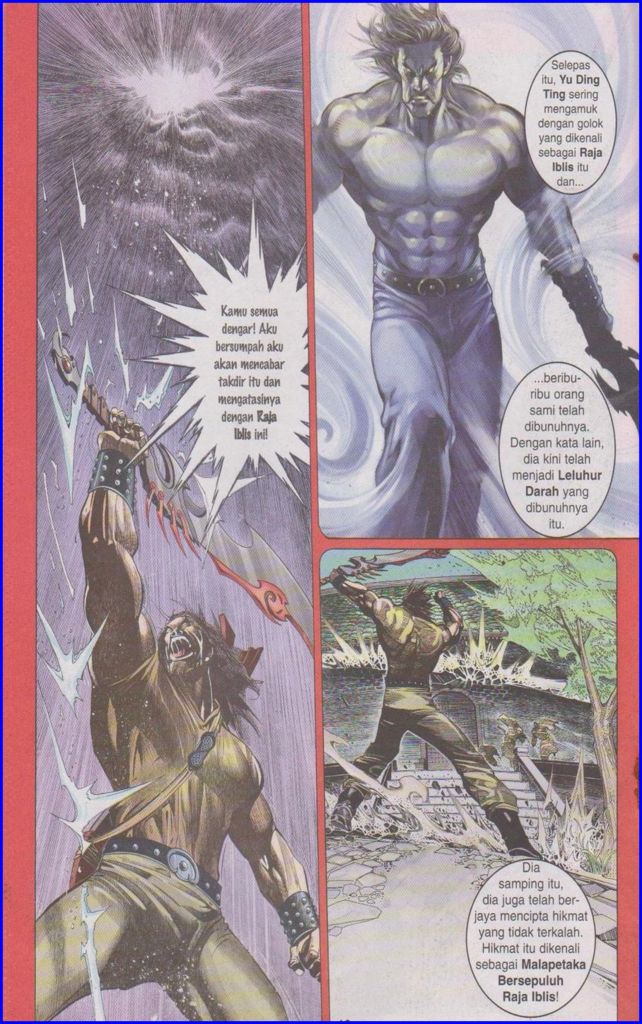 Kamu semua
dengar! Aku
bersumpah aku
akan mencabar
takdir itu dan
mengatasinya
dengan Raja
Iblis ini!
Selepas
itu, Yu Ding
Ting sering
mengamuk
dengan golok
yang dikenali
sebagai Raja
Iblis itu
dan...
...beribu-
ribu orang
sami telah
dibunuhnya.
Dengan kata lain,
dia kini telah
menjadi Leluhur
Darah yang
dibunuhnya
itu.
Dia
samping itu,
dia juga telah ber-
jaya mencipta hikmat
yang tidak terkalah.
Hikmat itu dikenali
sebagai Malapetaka
Bersepuluh
Raja Iblis!